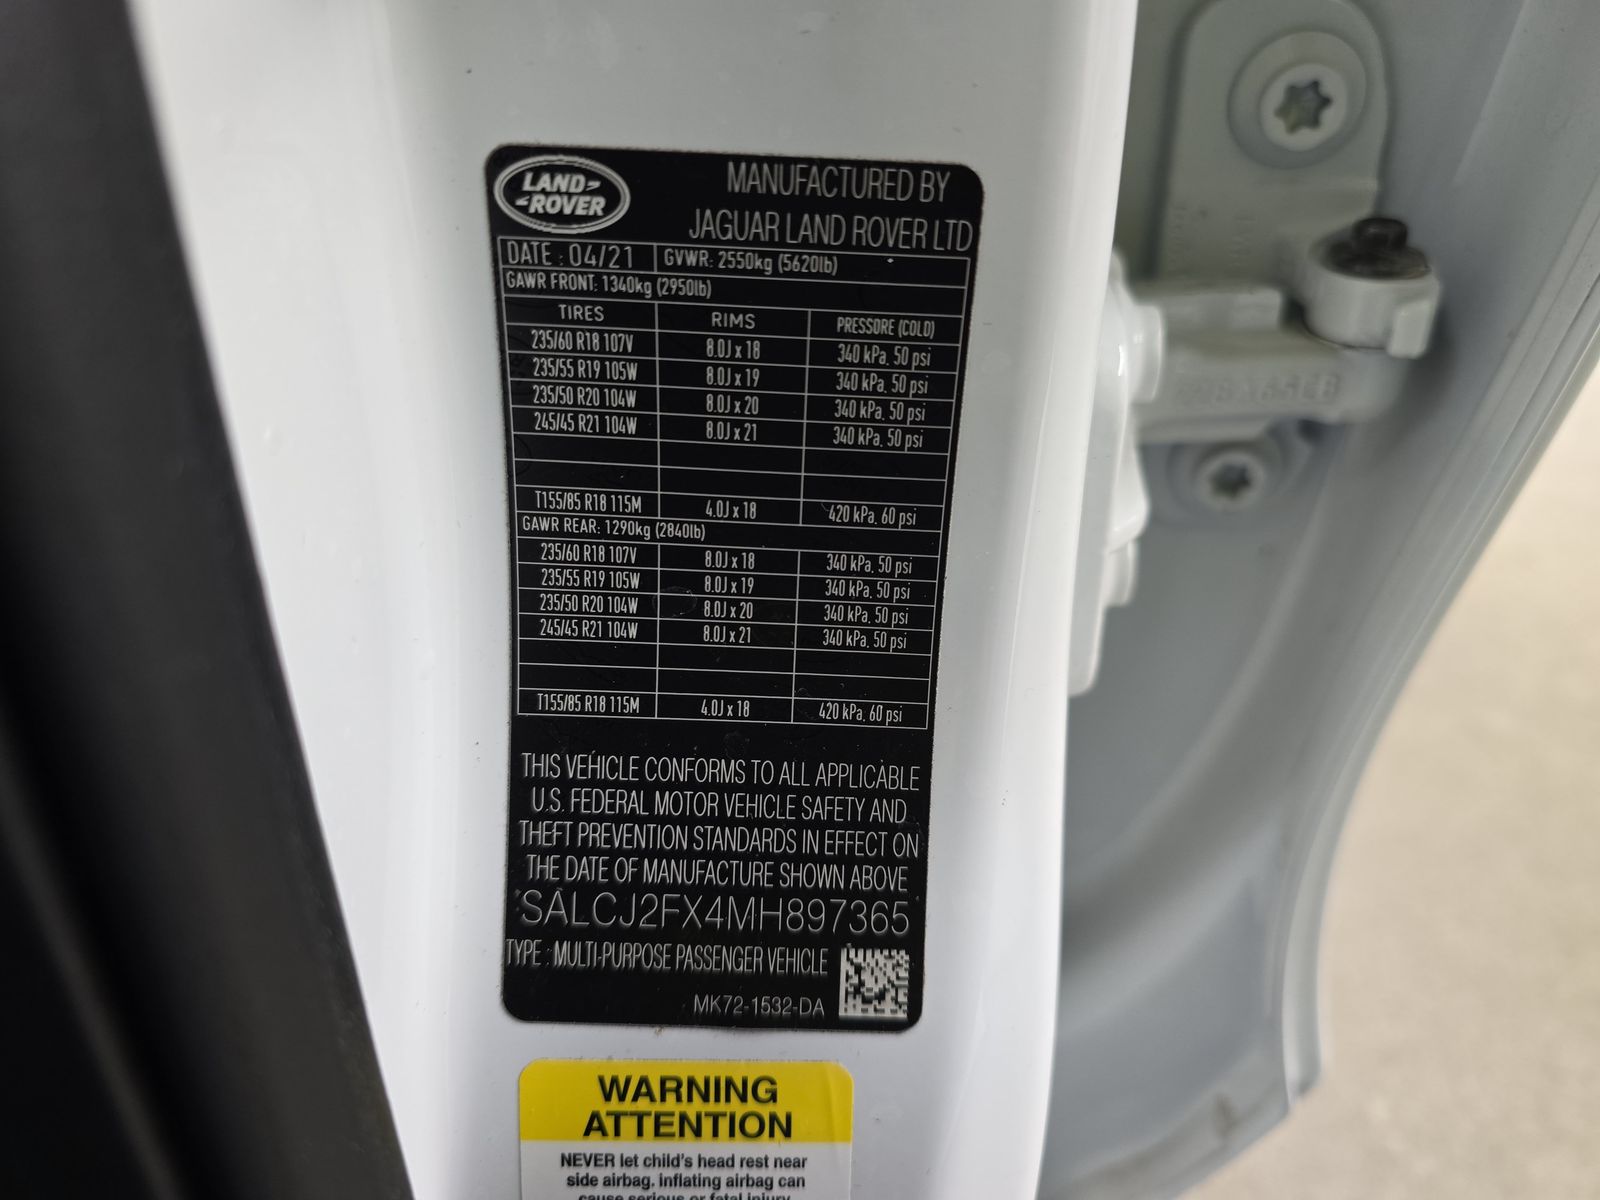 LAND-
-ROVER
MANUFACTURED BY
JAGUAR LAND ROVER LTD
DATE : 04/21 GVWR: 2550kg (5620lb)
GAWR FRONT: 1340kg (2950lb)
TIRES RIMS PRESSORE (COLD)
235/60 R18 107V 8.0J x 18 340 kPa. 50 psi
235/55 R19 105W 8.0J x 19 340 kPa. 50 psi
235/50 R20 104W 8.0J x 20 340 kPa. 50 psi
245/45 R21 104W 8.0J x 21 340 kPa. 50 psi
T155/85 R18 115M 4.0J x 18 420 kPa. 60 psi
GAWR REAR: 1290kg (2840lb)
235/60 R18 107V 8.0J x 18 340 kPa. 50 psi
235/55 R19 105W 8.0J x 19 340 kPa. 50 psi
235/50 R20 104W 8.0J x 20 340 kPa. 50 psi
245/45 R21 104W 8.0J x 21 340 kPa. 50 psi
T155/85 R18 115M 4.0J x 18 420 kPa. 60 psi
THIS VEHICLE CONFORMS TO ALL APPLICABLE
U.S. FEDERAL MOTOR VEHICLE SAFETY AND
THEFT PREVENTION STANDARDS IN EFFECT ON
THE DATE OF MANUFACTURE SHOWN ABOVE
SALCJ2FX4MH897365
TYPE : MULTI-PURPOSE PASSENGER VEHICLE
MK72-1532-DA
WARNING
ATTENTION
NEVER let child's head rest near
side airbag. inflating airbag can
cause serious or fatal injury